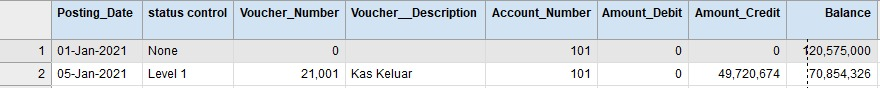 Posting_Date status control Voucher_Number Voucher__Description Account_Number Amount_Debit Amount_Credit Balance
1 01-Jan-2021 None 0 101 0 0 120,575,000
2 05-Jan-2021 Level 1 21,001 Kas Keluar 101 0 49,720,674 70,854,326